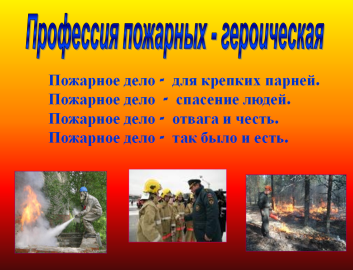 Профессия пожарных - героическая
Пожарное дело - для крепких парней.
Пожарное дело - спасение людей.
Пожарное дело - отвага и честь.
Пожарное дело - так было и есть.